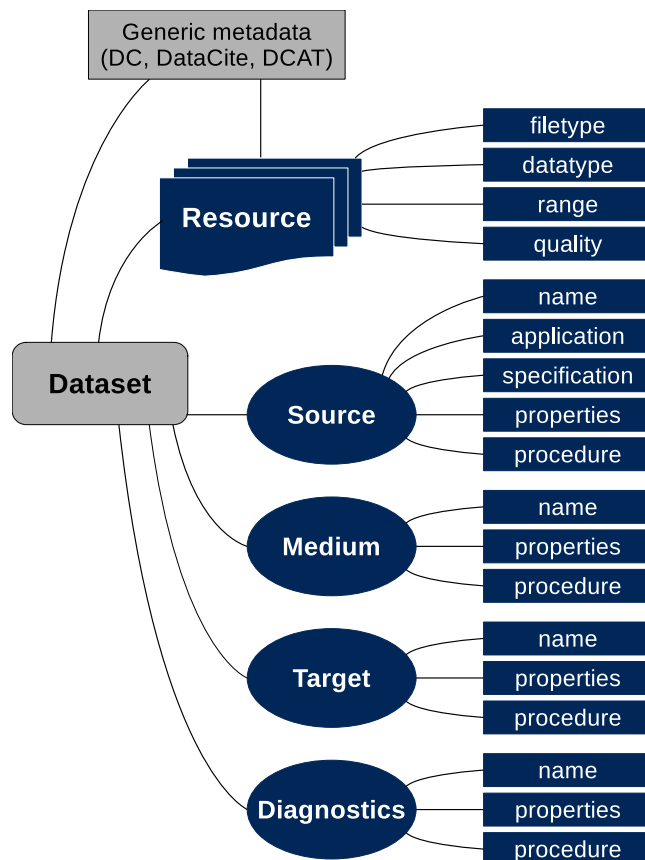 Generic metadata
(DC, DataCite, DCAT)
Resource
filetype
datatype
range
quality
Dataset
Source
name
application
specification
properties
procedure
Medium
name
properties
procedure
Target
name
properties
procedure
Diagnostics
name
properties
procedure